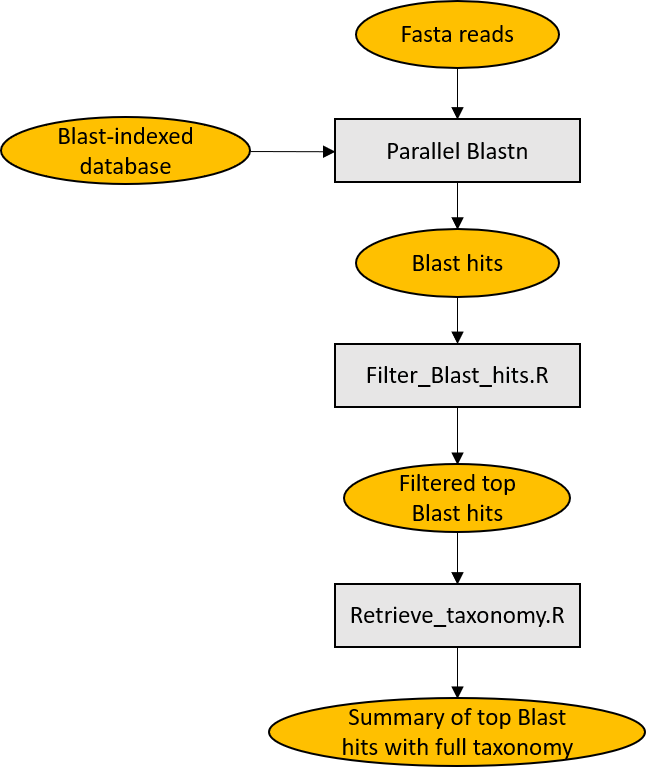 Fasta reads
Blast-indexed
database
Parallel Blastn
Blast hits
Filter_Blast_hits.R
Filtered top
Blast hits
Retrieve_taxonomy.R
Summary of top Blast
hits with full taxonomy